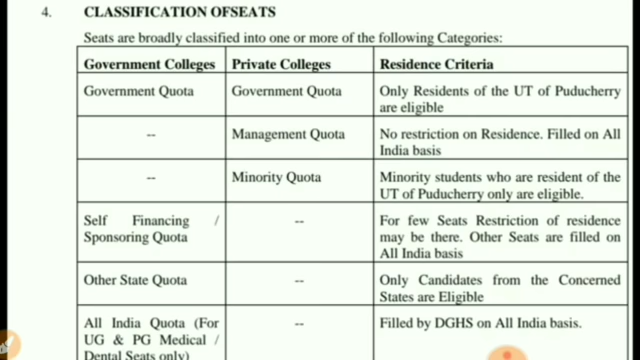 4. CLASSIFICATION OFSEATS
Seats are broadly classified into one or more of the following Categories:
Government Colleges Private Colleges Residence Criteria
Government Quota Government Quota Only Residents of the UT of Puducherry
are eligible
-- Management Quota No restriction on Residence. Filled on All
India basis
-- Minority Quota Minority students who are resident of the
UT of Puducherry only are eligible.
Self Financing / -- For few Seats Restriction of residence
Sponsoring Quota may be there. Other Seats are filled on
All India basis
Other State Quota -- Only Candidates from the Concerned
States are Eligible
All India Quota (For -- Filled by DGHS on All India basis.
UG & PG Medical /
Dental Seats only)